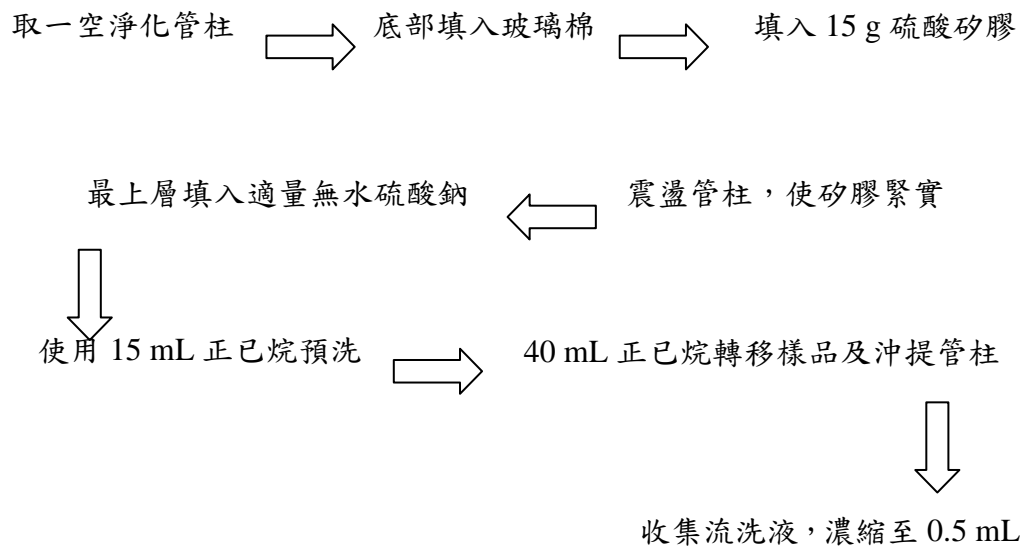 取一空淨化管柱 底部填入玻璃棉 填入 15 g 硫酸矽膠
最上層填入適量無水硫酸鈉 震盪管柱，使矽膠緊實
使用 15 mL 正已烷預洗 40 mL 正已烷轉移樣品及沖提管柱
收集流洗液，濃縮至 0.5 mL